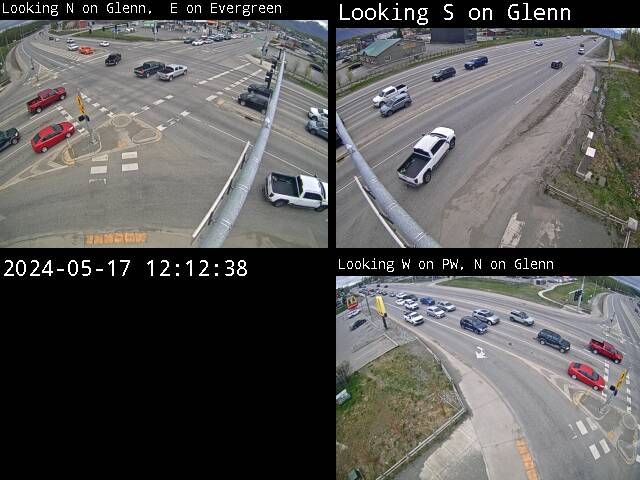 Looking N on Glenn,  E on Evergreen
Looking S on Glenn
2024-05-17 12:12:38
Looking W on PW, N on Glenn